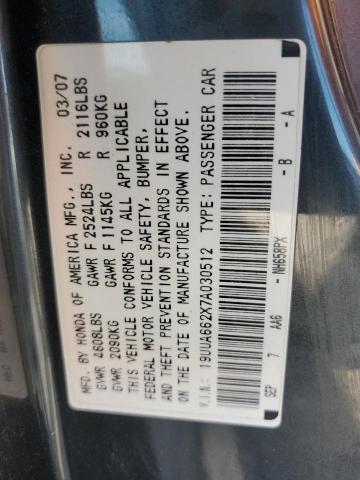 MFD. BY HONDA OF AMERICA MFG., INC. 03/07
GVWR 4608LBS GAWR F 2524LBS R 2116LBS
GVWR 2090KG GAWR F 1145KG R 960KG
THIS VEHICLE CONFORMS TO ALL APPLICABLE
FEDERAL MOTOR VEHICLE SAFETY, BUMPER,
AND THEFT PREVENTION STANDARDS IN EFFECT
ON THE DATE OF MANUFACTURE SHOWN ABOVE.
V.I.N.: 19UUA662X7A030512 TYPE: PASSENGER CAR
SEP 7 AA6 - NH658PX - B - A